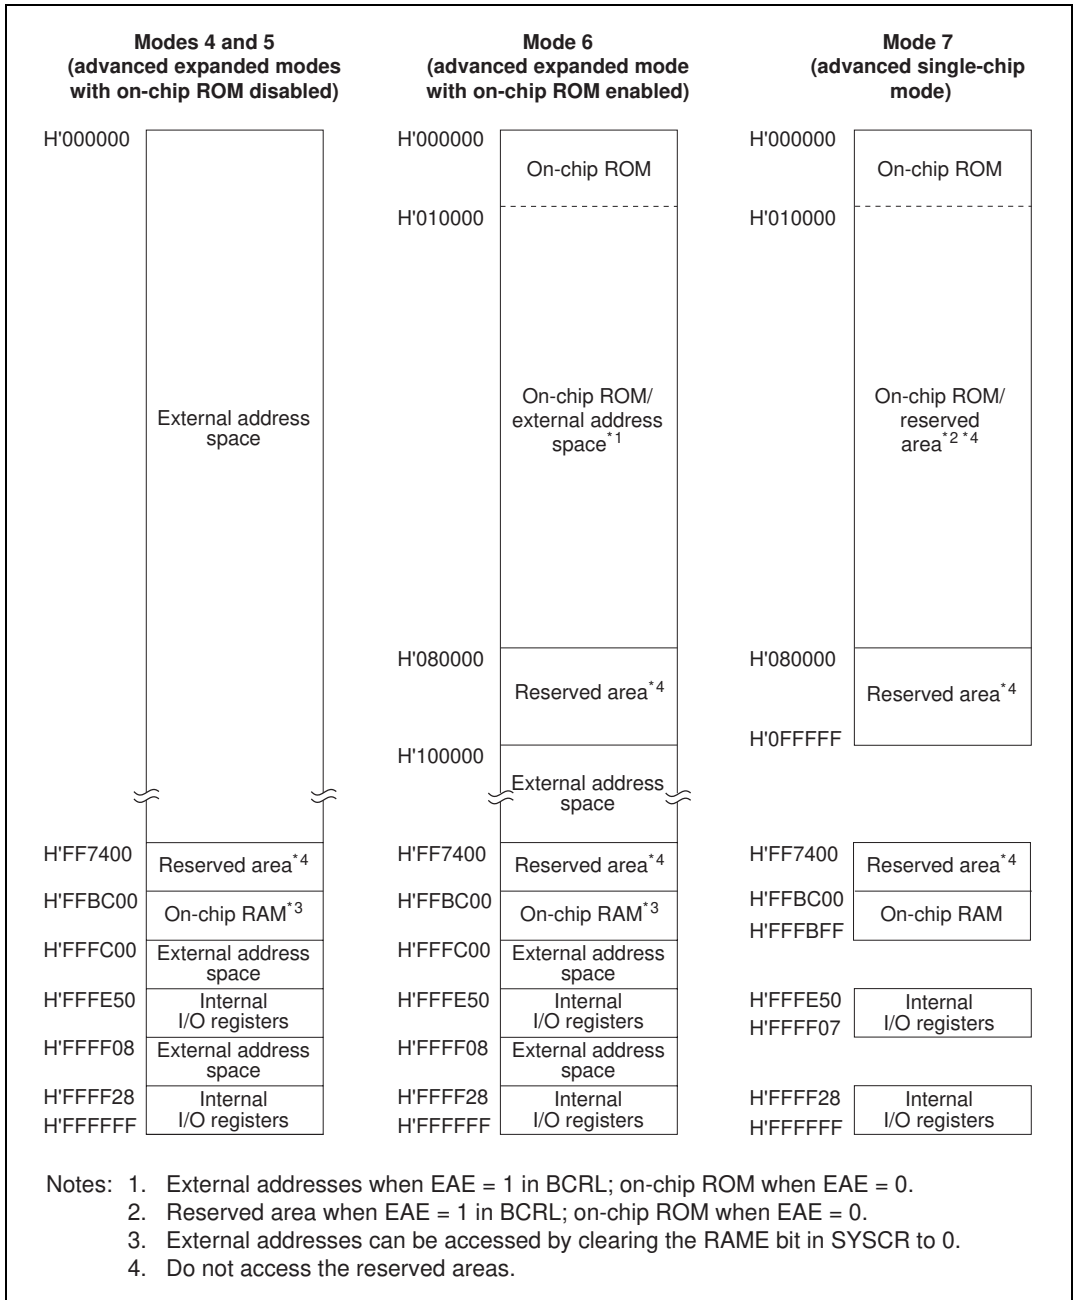 Modes 4 and 5
(advanced expanded modes
with on-chip ROM disabled)
H'000000
External address
space
H'FF7400
Reserved area*4
H'FFBC00
On-chip RAM*3
H'FFFC00
External address
space
H'FFFE50
Internal
I/O registers
H'FFFF08
External address
space
H'FFFF28
Internal
I/O registers
H'FFFFFF
Mode 6
(advanced expanded mode
with on-chip ROM enabled)
H'000000
On-chip ROM
H'010000
On-chip ROM/
external address
space*1
H'080000
Reserved area*4
H'100000
External address
space
H'FF7400
Reserved area*4
H'FFBC00
On-chip RAM*3
H'FFFC00
External address
space
H'FFFE50
Internal
I/O registers
H'FFFF08
External address
space
H'FFFF28
Internal
I/O registers
H'FFFFFF
Mode 7
(advanced single-chip
mode)
H'000000
On-chip ROM
H'010000
On-chip ROM/
reserved
area*2 *4
H'080000
Reserved area*4
H'0FFFFF
H'FF7400
Reserved area*4
H'FFBC00
On-chip RAM
H'FFFBFF
H'FFFE50
Internal
I/O registers
H'FFFF07
H'FFFF28
Internal
I/O registers
H'FFFFFF
Notes: 1. External addresses when EAE = 1 in BCRL; on-chip ROM when EAE = 0.
2. Reserved area when EAE = 1 in BCRL; on-chip ROM when EAE = 0.
3. External addresses can be accessed by clearing the RAME bit in SYSCR to 0.
4. Do not access the reserved areas.